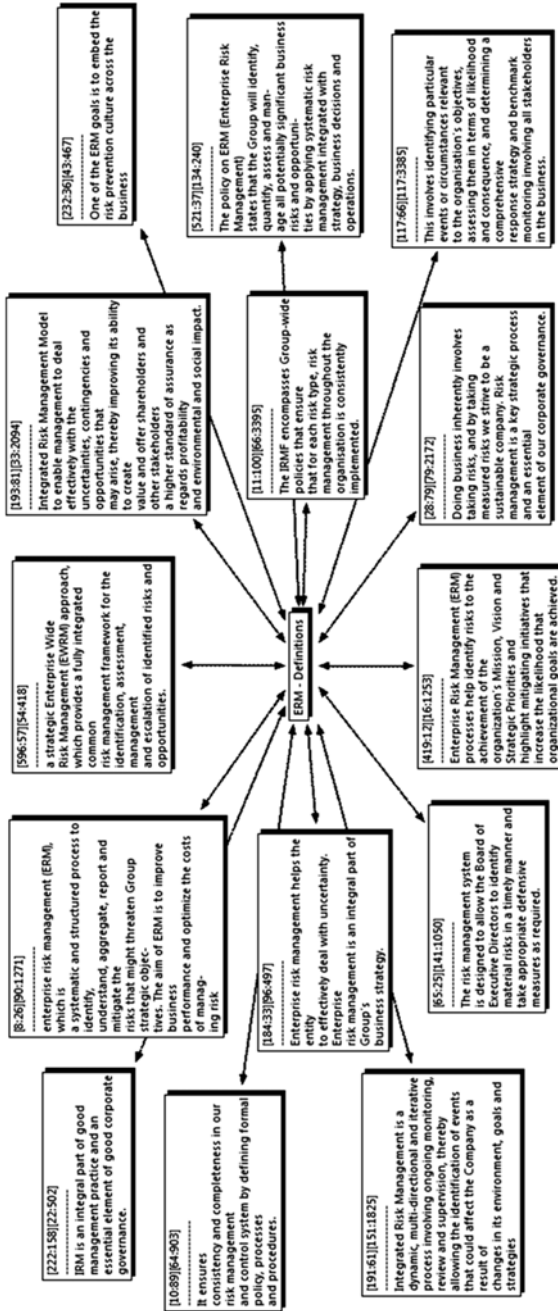 [222:158][22:502]
--------------------
IRM is an integral part of good
management practice and an
essential element of good corporate
governance.
[8:26][90:1271]
--------------------
enterprise risk management (ERM),
which is
a systematic and structured process to
identify,
understand, aggregate, report and
mitigate the
risks that might threaten Group
strategic objec-
tives. The aim of ERM is to improve
business
performance and optimize the costs
of manag-
ing risk
[596:57][54:418]
--------------------
a strategic Enterprise Wide
Risk Management (EWRM) approach,
which provides a fully integrated
common
risk management framework for the
identification, assessment,
management
and escalation of identified risks and
opportunities.
[193:81][33:2094]
--------------------
Integrated Risk Management Model
to enable management to deal
effectively with the
uncertainties, contingencies and
opportunities that
may arise, thereby improving its ability
to create
value and offer shareholders and
other stakeholders
a higher standard of assurance as
regards profitability
and environmental and social impact.
[232:36][43:467]
--------------------
One of the ERM goals is to embed the
risk prevention culture across the
business
[10:89][64:903]
--------------------
It ensures
consistency and completeness in our
risk management
and control system by defining formal
policy, processes
and procedures.
[184:33][96:497]
--------------------
Enterprise risk management helps the
entity
to effectively deal with uncertainty.
Enterprise
risk management is an integral part of
Group's
business strategy.
ERM - Definitions
[11:100][66:3395]
--------------------
The IRMF encompasses Group-wide
policies that ensure
that for each risk type, risk
management throughout the
organisation is consistently
implemented.
[521:37][134:240]
--------------------
The policy on ERM (Enterprise Risk
Management)
states that the Group will identify,
quantify, assess and man-
age all potentially significant business
risks and opportuni-
ties by applying systematic risk
management integrated with
strategy, business decisions and
operations.
[191:61][151:1825]
--------------------
Integrated Risk Management is a
dynamic, multi-directional and iterative
process involving ongoing monitoring,
review and supervision, thereby
allowing the identification of events
that could affect the Company as a
result of
changes in its environment, goals and
strategies
[65:25][141:1050]
--------------------
The risk management system
is designed to allow the Board of
Executive Directors to identify
material risks in a timely manner and
take appropriate defensive
measures as required.
[419:12][16:1253]
--------------------
Enterprise Risk Management (ERM)
processes help identify risks to the
achievement of the
organization's Mission, Vision and
Strategic Priorities and
highlight mitigating initiatives that
increase the likelihood that
organizational goals are achieved.
[28:79][79:2172]
--------------------
Doing business inherently involves
taking risks, and by taking
measured risks we strive to be a
sustainable company. Risk
management is a key strategic process
and an essential
element of our corporate governance.
[117:66][117:3385]
--------------------
This involves identifying particular
events or circumstances relevant
to the organisation's objectives,
assessing them in terms of likelihood
and consequence, and determining a
comprehensive
response strategy and benchmark
monitoring involving all stakeholders
in the business.